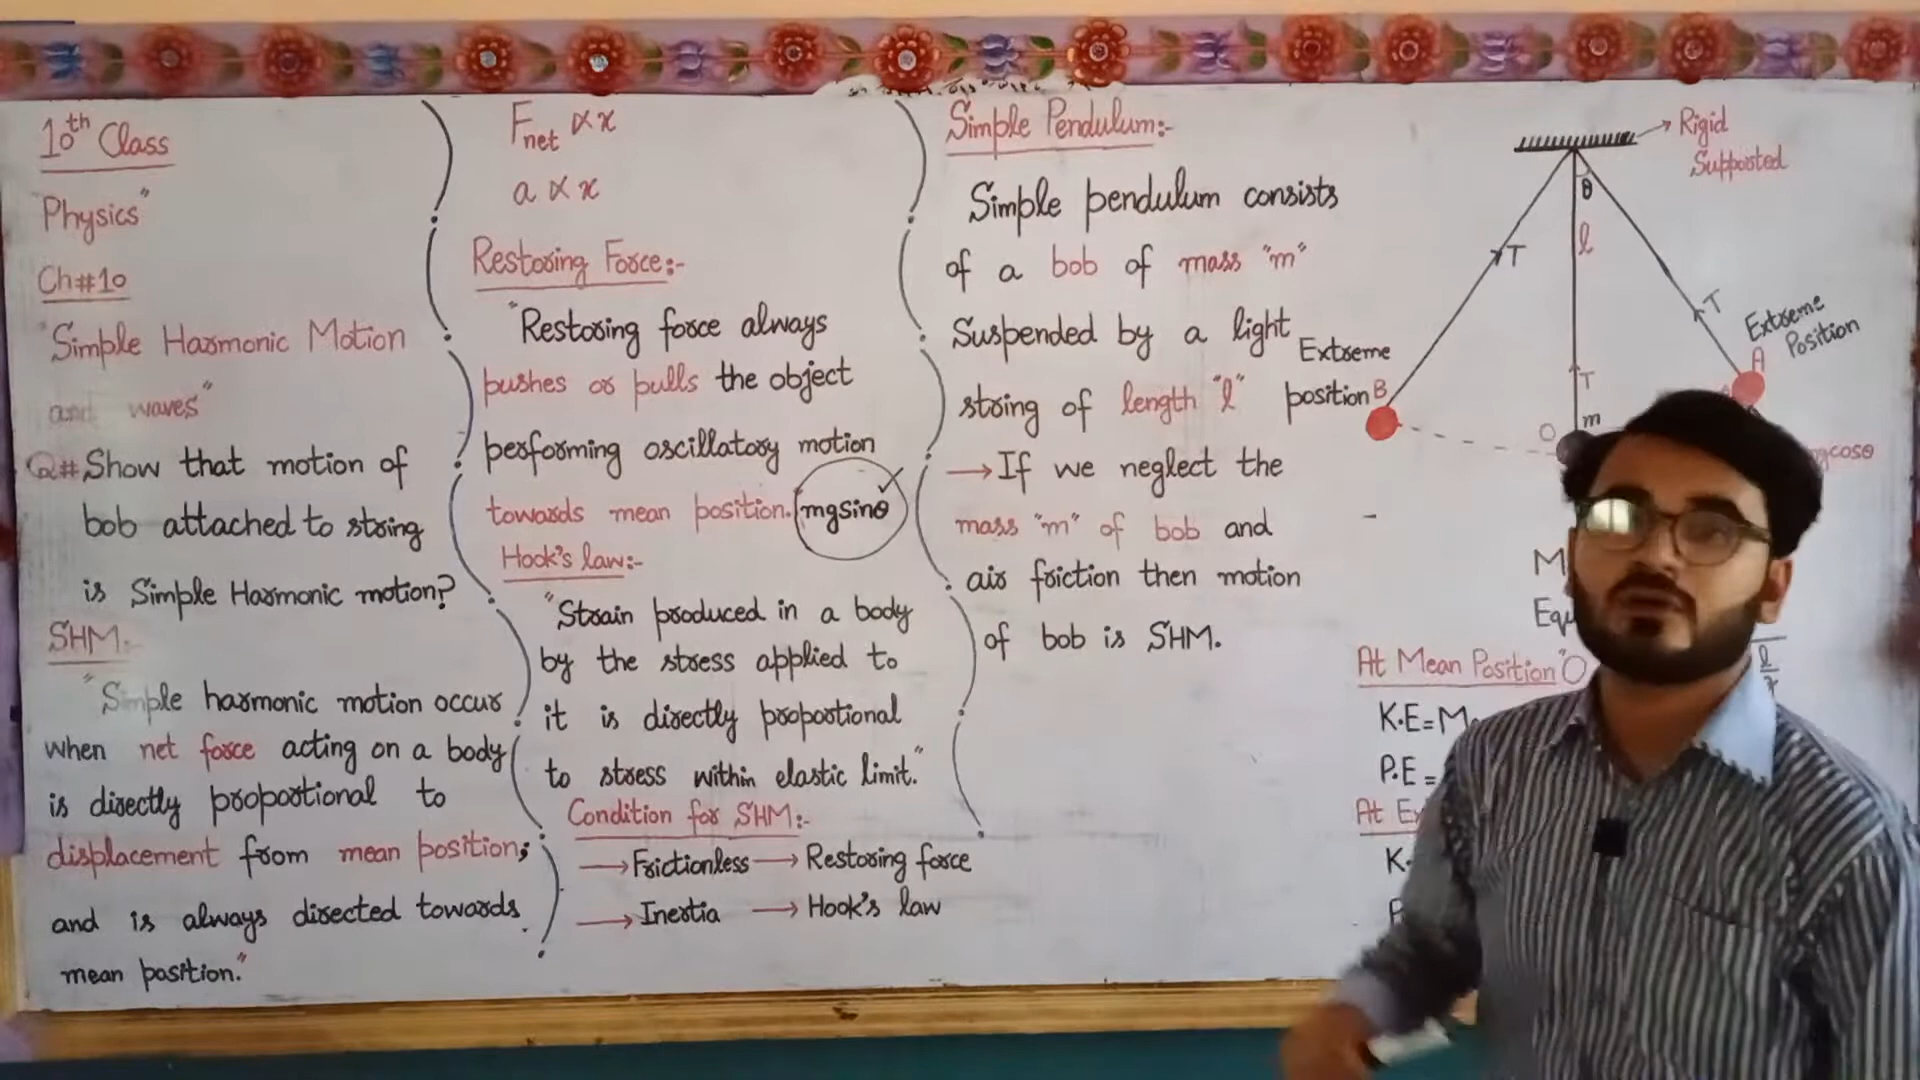 10th Class
Physics"
Ch#10
"Simple Harmonic Motion
and waves"
Q#Show that motion of
bob attached to string
is Simple Harmonic motion?
SHM:-
"Simple harmonic motion occur
when net force acting on a body
is directly proportional to
displacement from mean position;
and is always directed towards
mean position."
Fnet ∝ x
a ∝ x
Restoring Force:-
"Restoring force always
pushes or pulls the object
performing oscillatory motion
towards mean position. mgsinθ
Hook's law:-
"Strain produced in a body
by the stress applied to
it is directly proportional
to stress within elastic limit."
Condition for SHM:-
→Frictionless → Restoring force
→ Inertia → Hook's law
Simple Pendulum:-
Simple pendulum consists
of a bob of mass "m"
Suspended by a light
string of length "l"
→If we neglect the
mass "m" of bob and
air friction then motion
of bob is SHM.
→ Rigid
Supported
θ
l
T
T
T
Extreme
Position
A
Extreme
position B
O
m
At Mean Position "O
K.E=M
P.E =